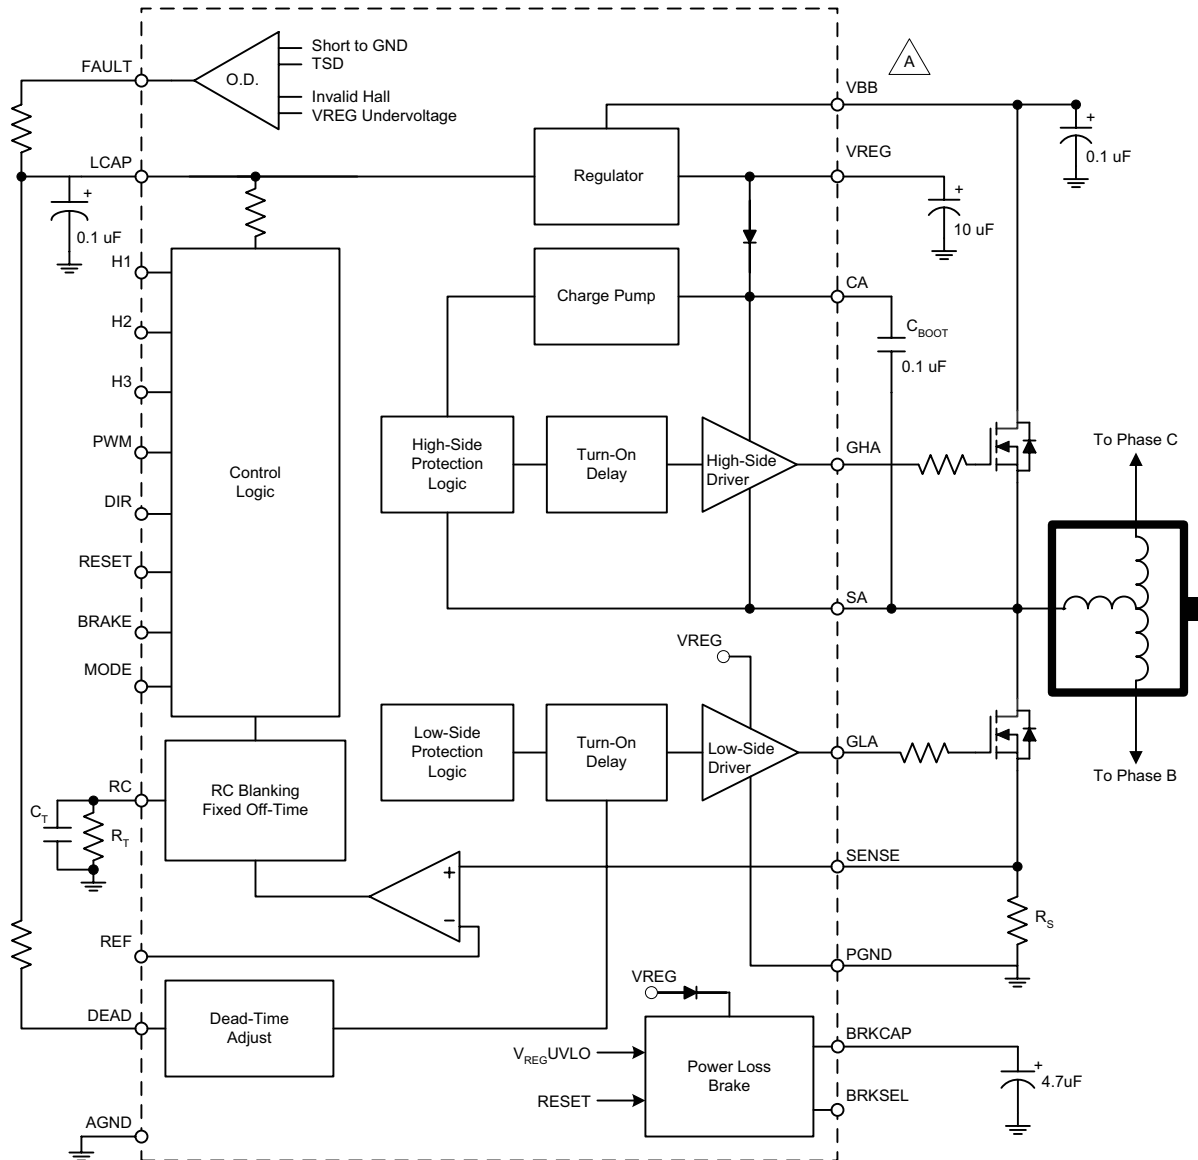 FAULT
O.D.
Short to GND
TSD
Invalid Hall
VREG Undervoltage
A
VBB
0.1 uF
LCAP
0.1 uF
Regulator
VREG
10 uF
H1
H2
H3
PWM
DIR
RESET
BRAKE
MODE
Control
Logic
Charge Pump
CA
CBOOT
0.1 uF
High-Side
Protection
Logic
Turn-On
Delay
High-Side
Driver
GHA
To Phase C
SA
VREG
Low-Side
Protection
Logic
Turn-On
Delay
Low-Side
Driver
GLA
To Phase B
RC
CT
RT
RC Blanking
Fixed Off-Time
+
–
SENSE
RS
REF
PGND
DEAD
Dead-Time
Adjust
VREG
VREGUVLO
RESET
Power Loss
Brake
BRKCAP
4.7uF
BRKSEL
AGND